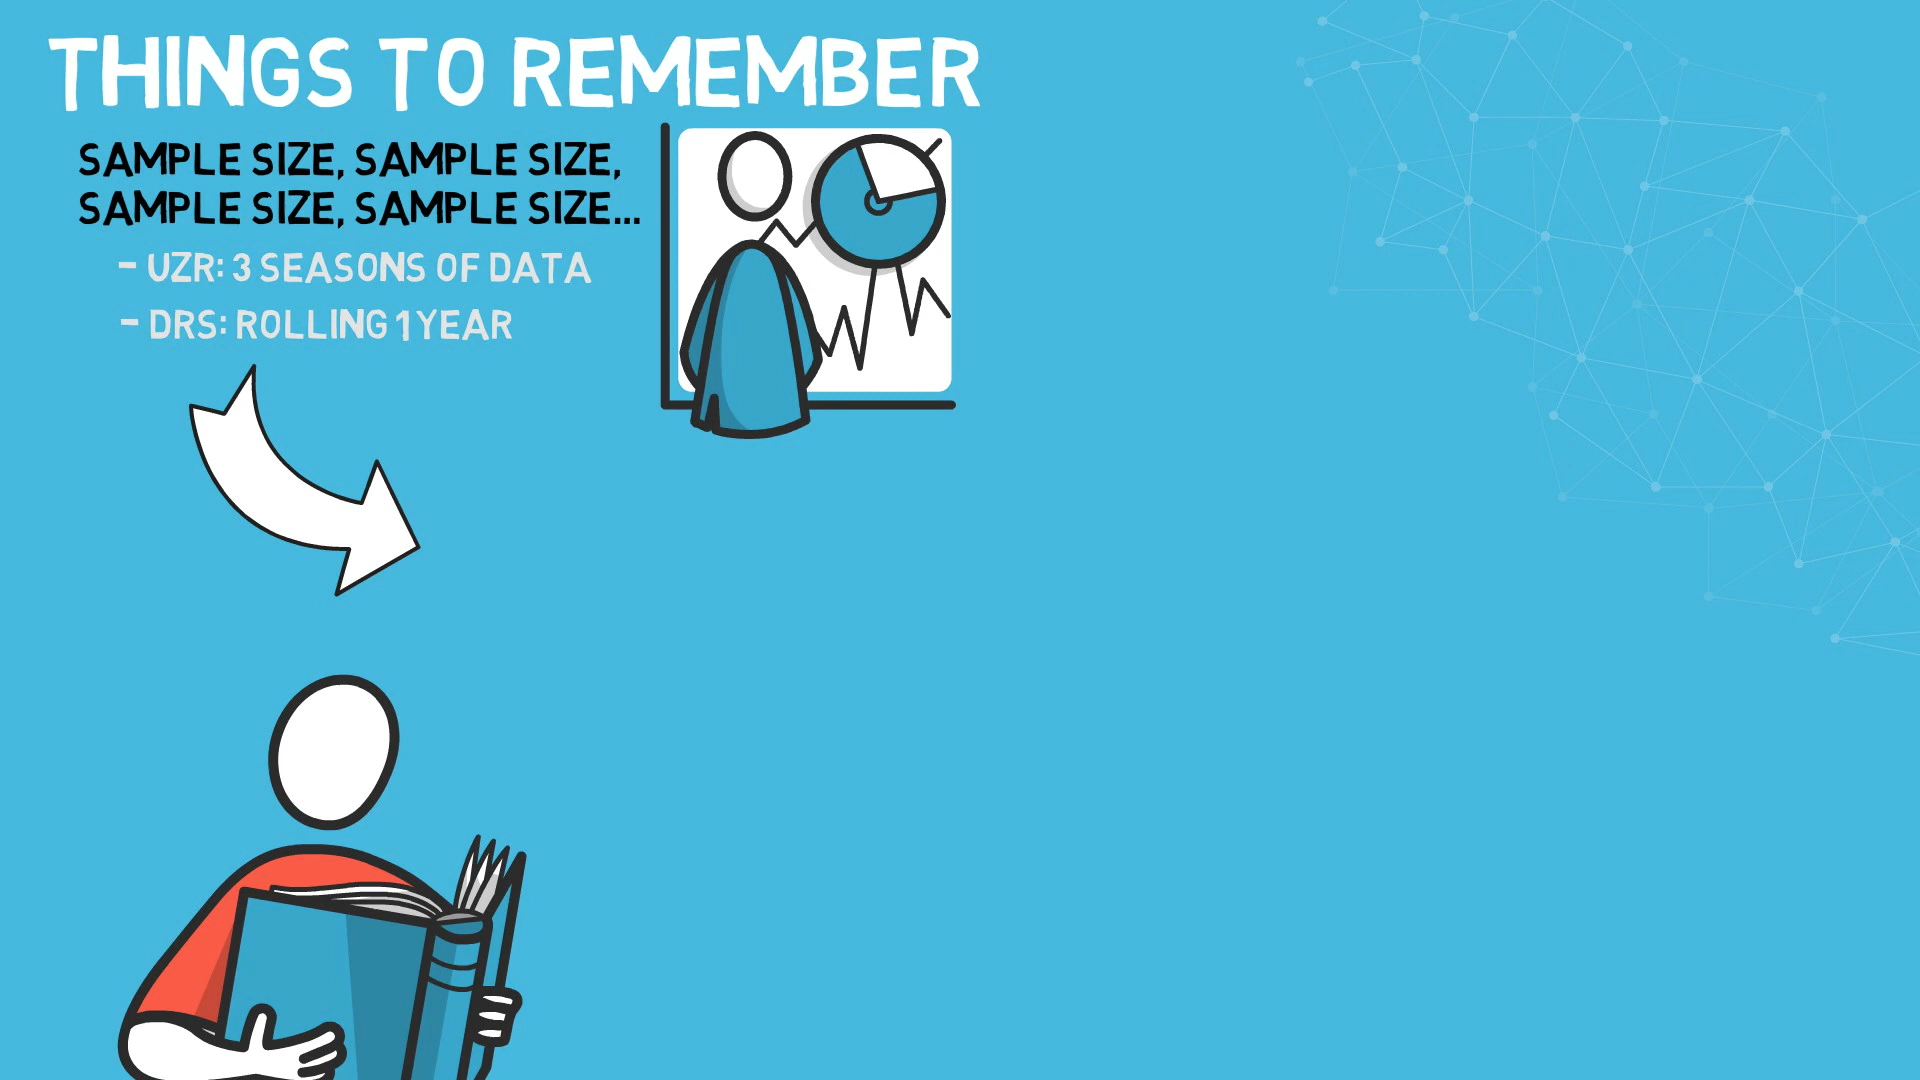 THINGS TO REMEMBER
SAMPLE SIZE, SAMPLE SIZE,
SAMPLE SIZE, SAMPLE SIZE...
- UZR: 3 SEASONS OF DATA
- DRS: ROLLING 1 YEAR